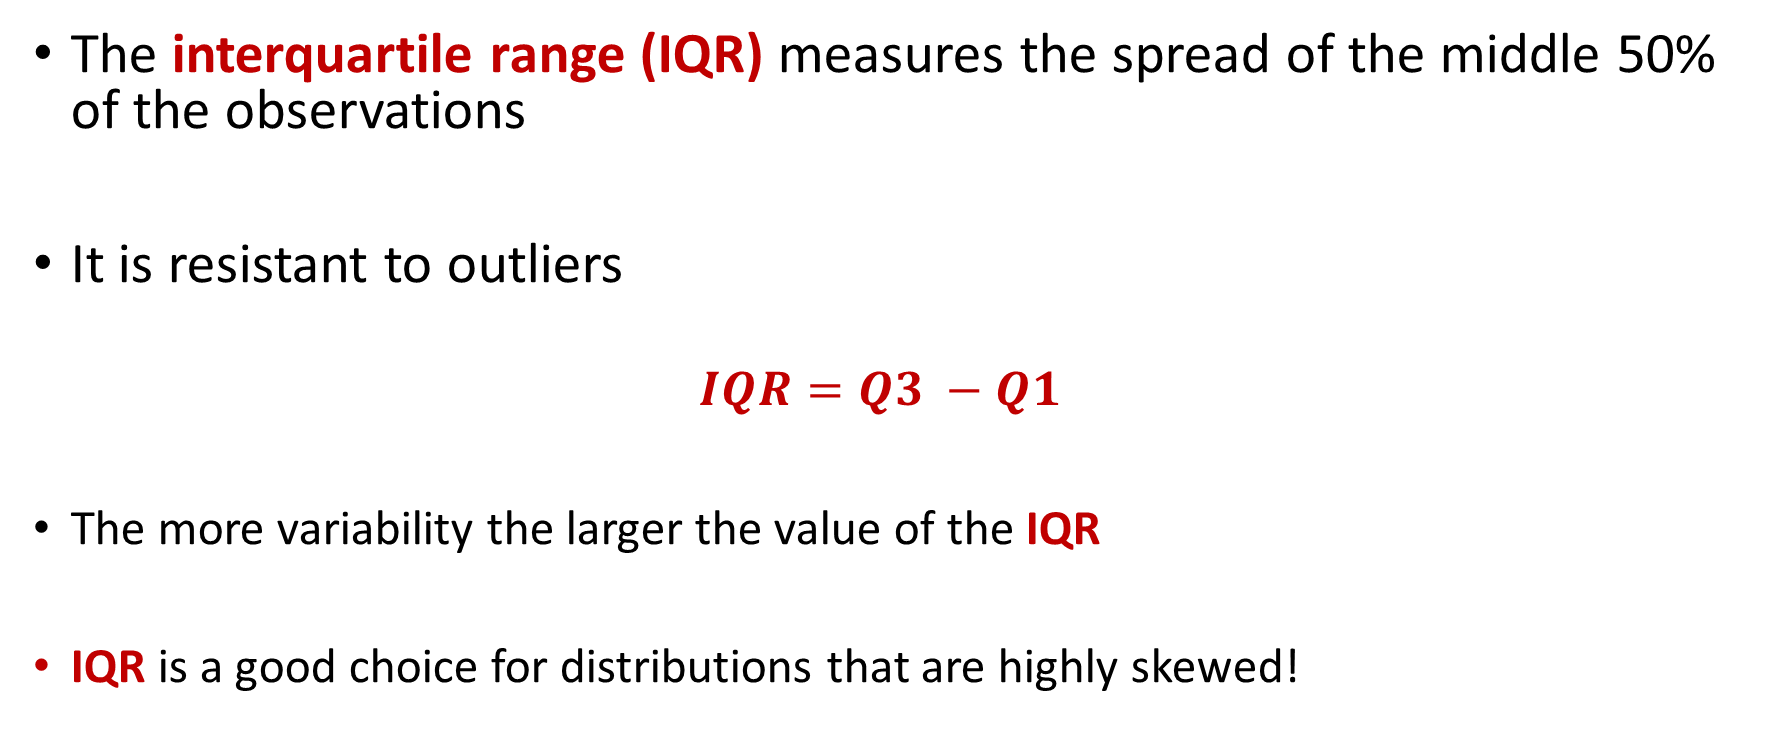 • The interquartile range (IQR) measures the spread of the middle 50%
of the observations
• It is resistant to outliers
IQR = Q3 − Q1
• The more variability the larger the value of the IQR
• IQR is a good choice for distributions that are highly skewed!